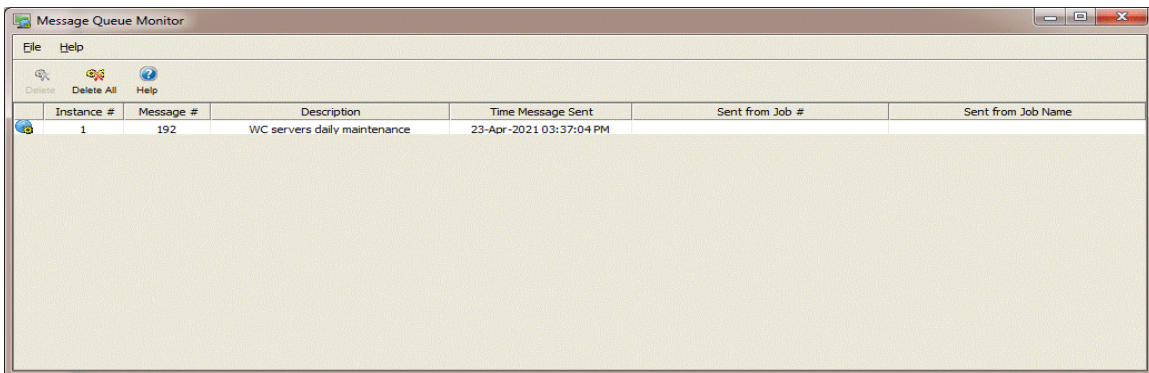 Message Queue Monitor
File Help
Delete Delete All Help
Instance # Message # Description Time Message Sent Sent from Job # Sent from Job Name
1 192 WC servers daily maintenance 23-Apr-2021 03:37:04 PM